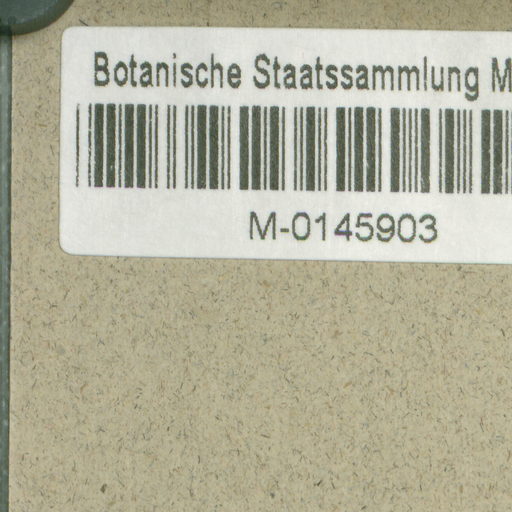 Botanische Staatssammlung M
M-0145903